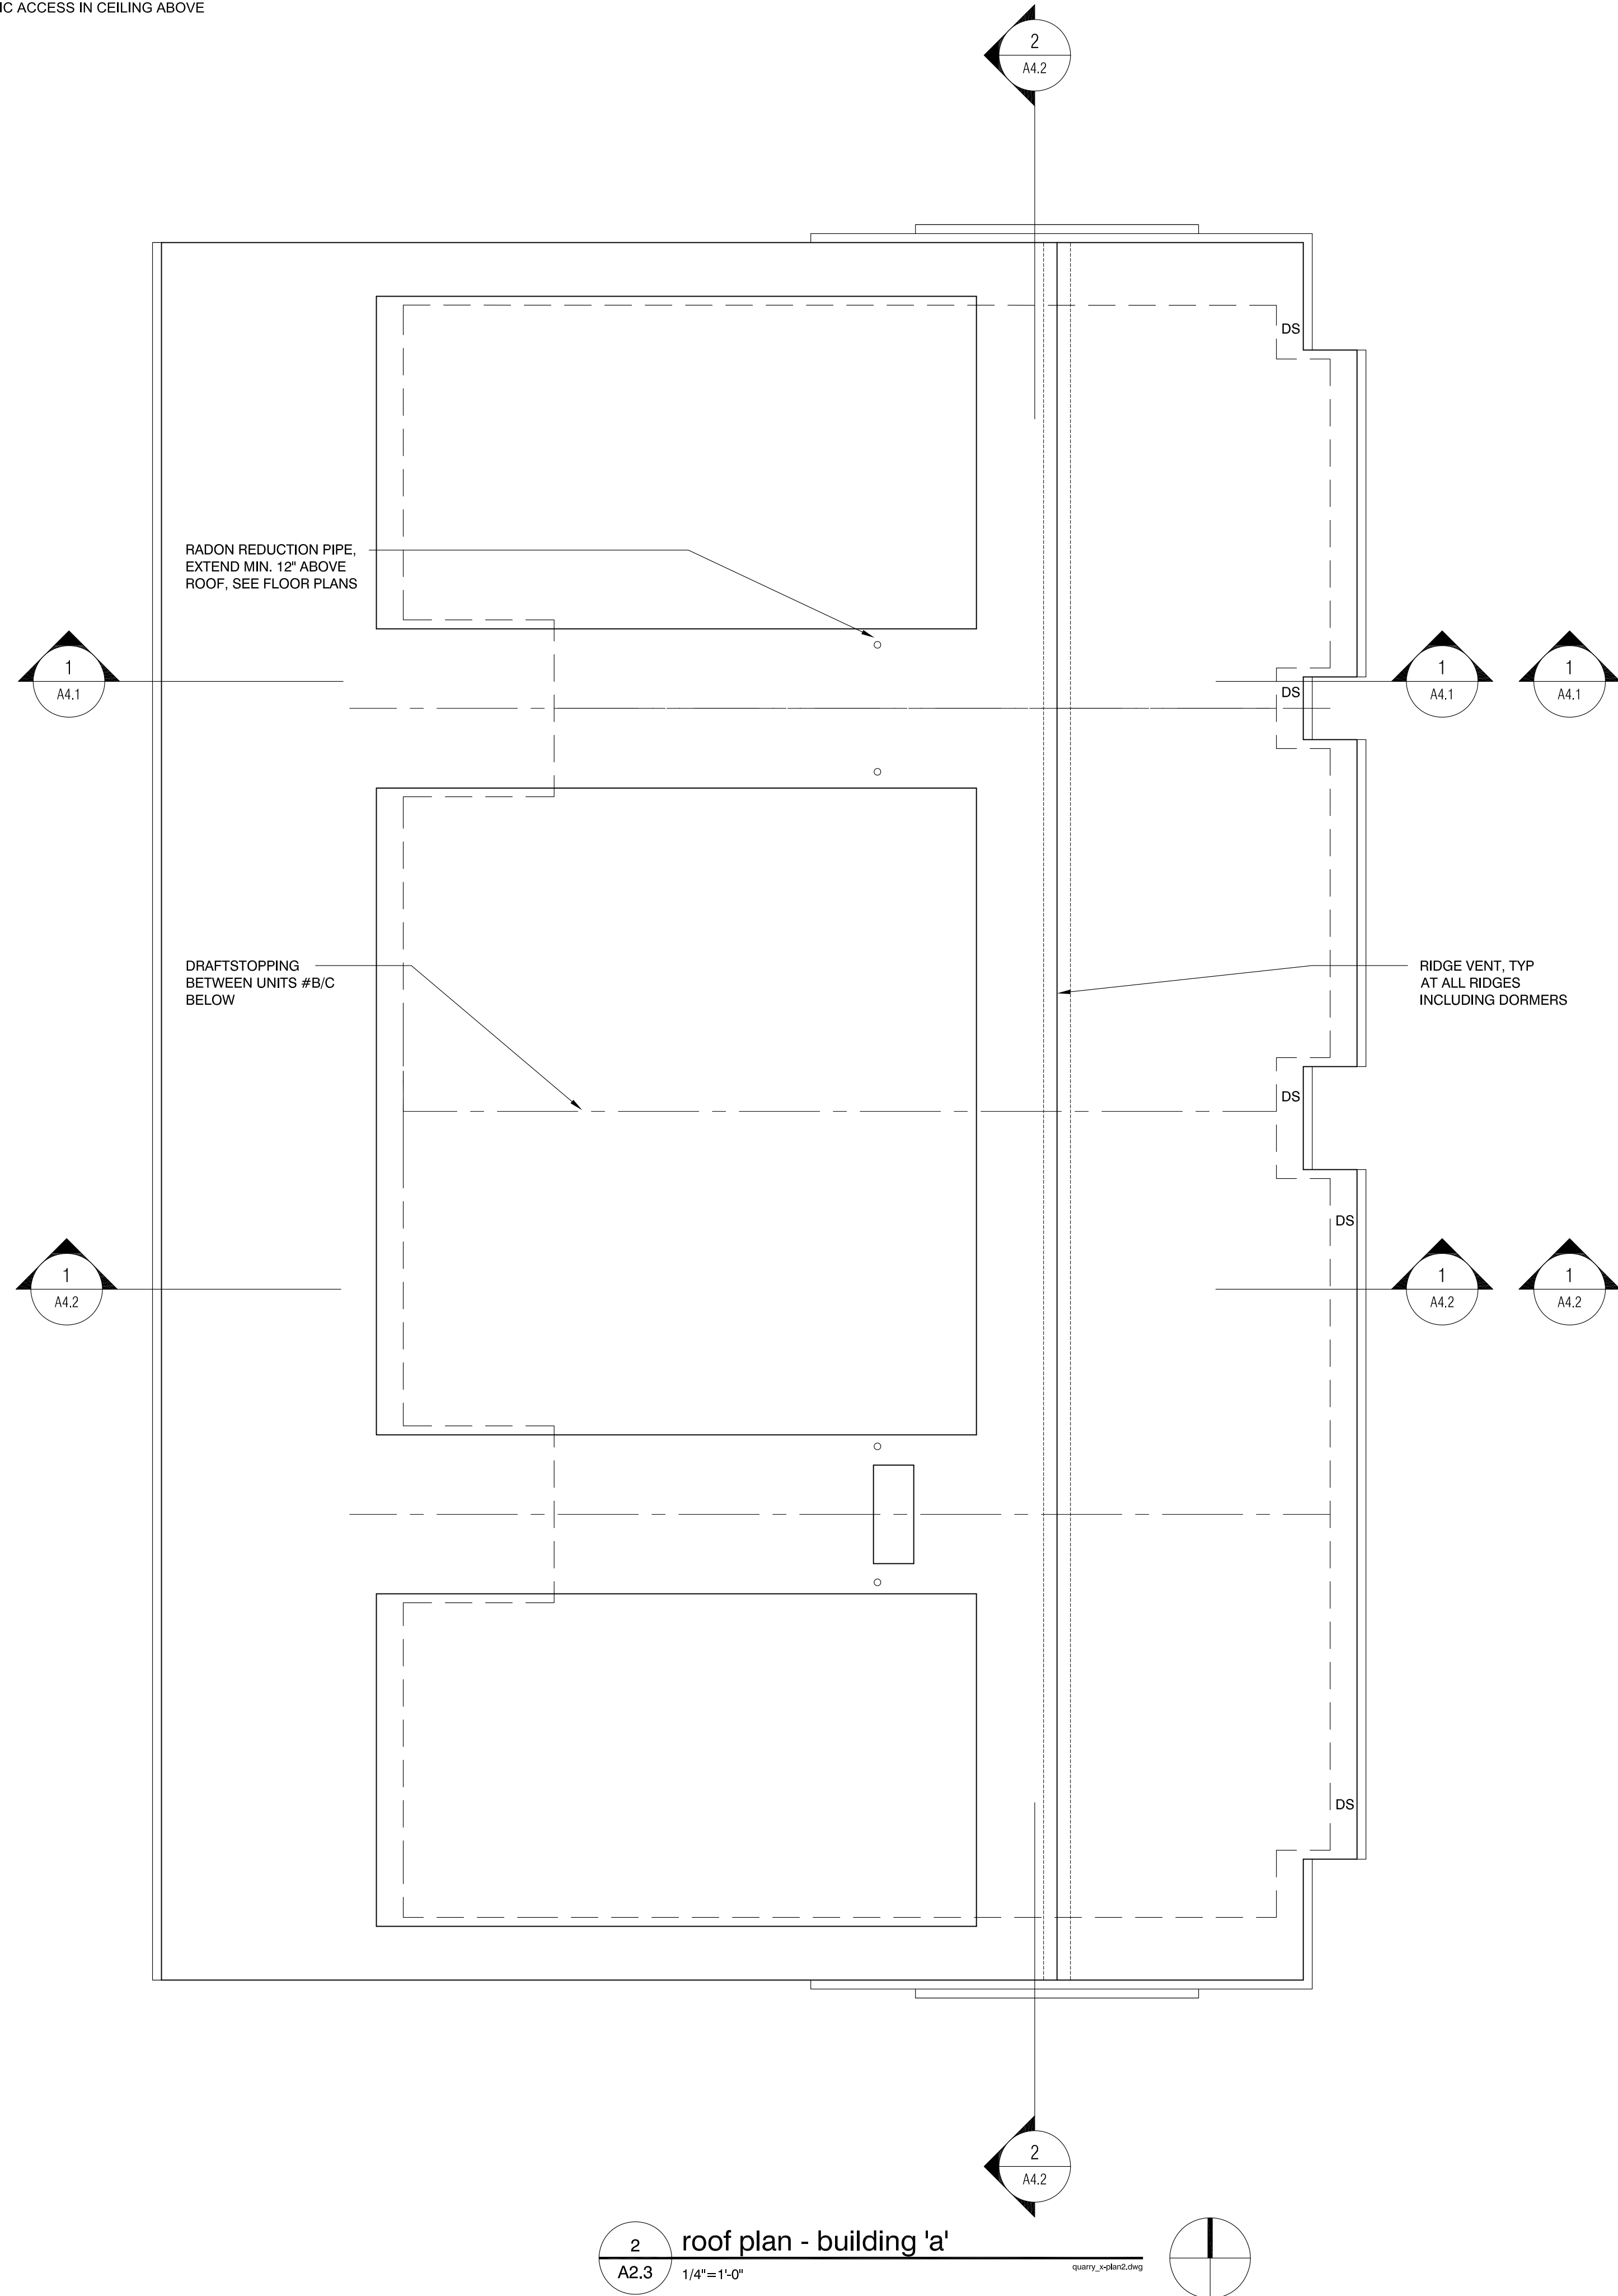 IC ACCESS IN CEILING ABOVE
2
A4.2
DS
RADON REDUCTION PIPE,
EXTEND MIN. 12" ABOVE
ROOF, SEE FLOOR PLANS
1
A4.1
1
A4.1
1
A4.1
DS
DRAFTSTOPPING
BETWEEN UNITS #B/C
BELOW
RIDGE VENT, TYP
AT ALL RIDGES
INCLUDING DORMERS
DS
DS
1
A4.2
1
A4.2
1
A4.2
DS
2
A4.2
2
A2.3
roof plan - building 'a'
1/4"=1'-0"
quarry_x-plan2.dwg